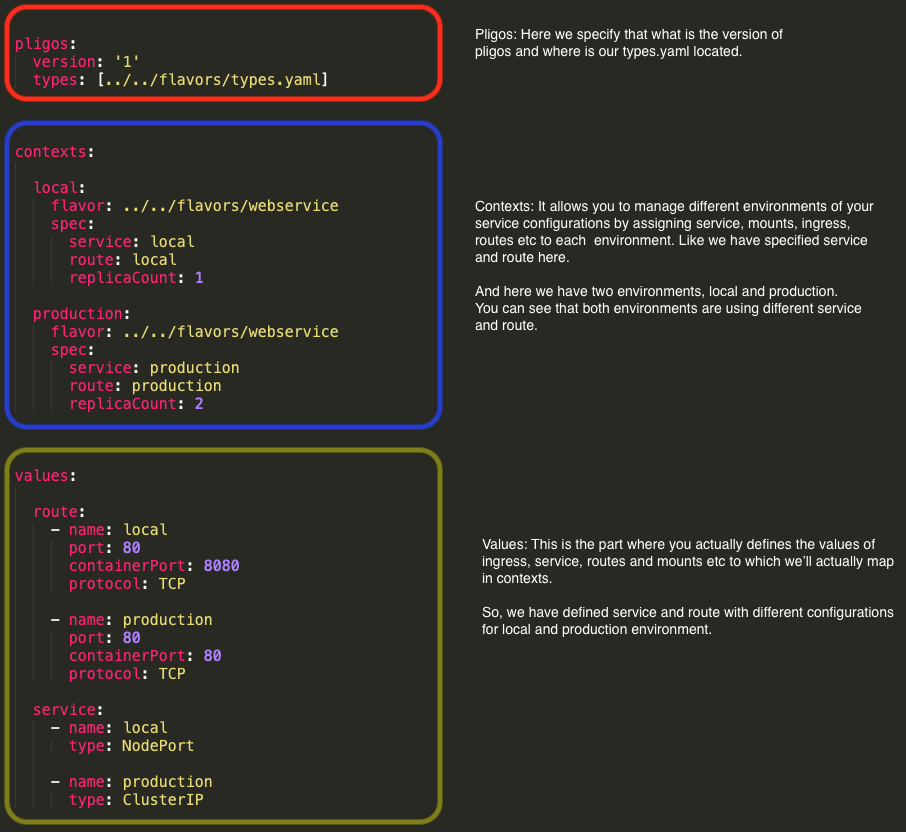 pligos:
version: '1'
types: [../../flavors/types.yaml]
Pligos: Here we specify that what is the version of
pligos and where is our types.yaml located.
contexts:
local:
flavor: ../../flavors/webservice
spec:
service: local
route: local
replicaCount: 1
production:
flavor: ../../flavors/webservice
spec:
service: production
route: production
replicaCount: 2
Contexts: It allows you to manage different environments of your
service configurations by assigning service, mounts, ingress,
routes etc to each  environment. Like we have specified service
and route here.
And here we have two environments, local and production.
You can see that both environments are using different service
and route.
values:
route:
- name: local
port: 80
containerPort: 8080
protocol: TCP
- name: production
port: 80
containerPort: 80
protocol: TCP
service:
- name: local
type: NodePort
- name: production
type: ClusterIP
Values: This is the part where you actually defines the values of
ingress, service, routes and mounts etc to which we'll actually map
in contexts.
So, we have defined service and route with different configurations
for local and production environment.